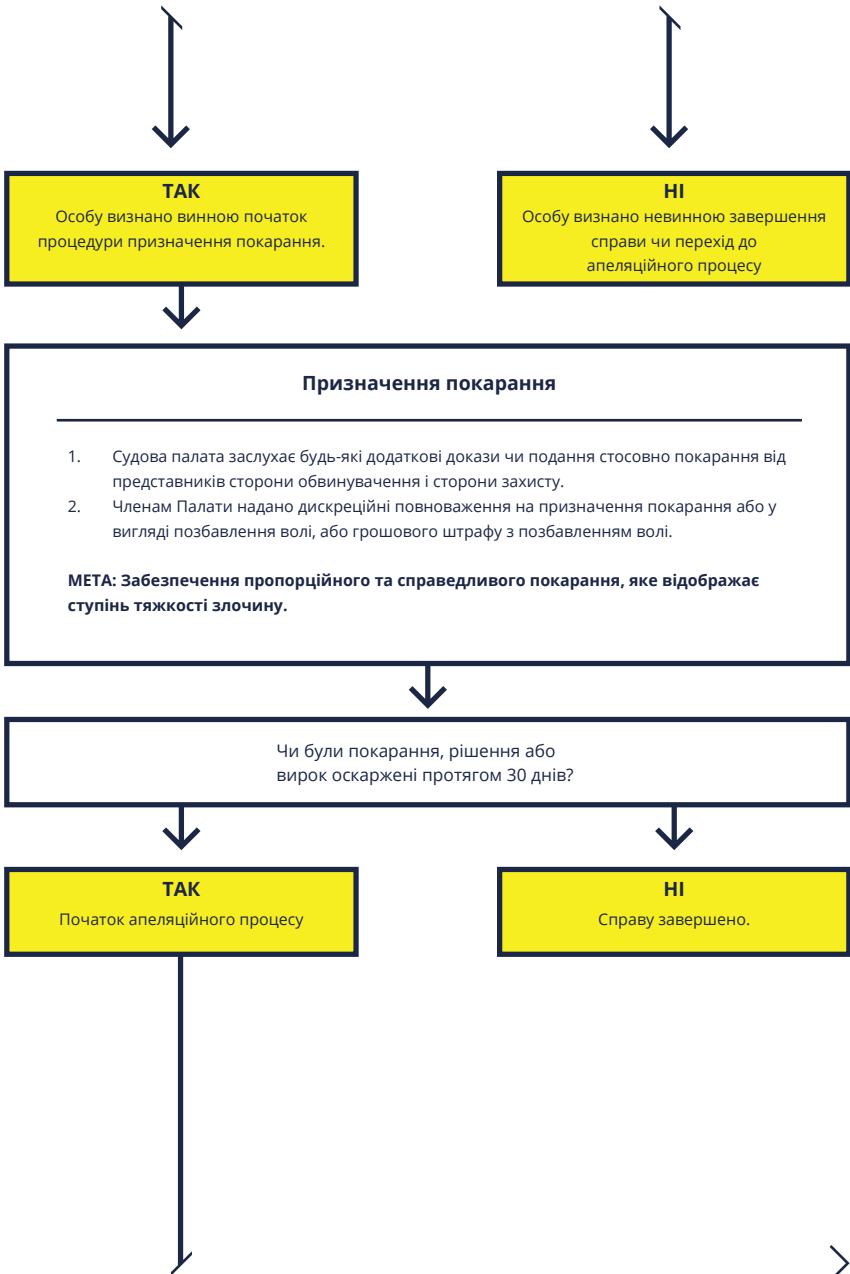 ТАК
Особу визнано винною початок
процедури призначення покарання.
НІ
Особу визнано невинною завершення
справи чи перехід до
апеляційного процесу
Призначення покарання
1. Судова палата заслухає будь-які додаткові докази чи подання стосовно покарання від
представників сторони обвинувачення і сторони захисту.
2. Членам Палати надано дискреційні повноваження на призначення покарання або у
вигляді позбавлення волі, або грошового штрафу з позбавленням волі.
МЕТА: Забезпечення пропорційного та справедливого покарання, яке відображає
ступінь тяжкості злочину.
Чи були покарання, рішення або
вирок оскаржені протягом 30 днів?
ТАК
Початок апеляційного процесу
НІ
Справу завершено.